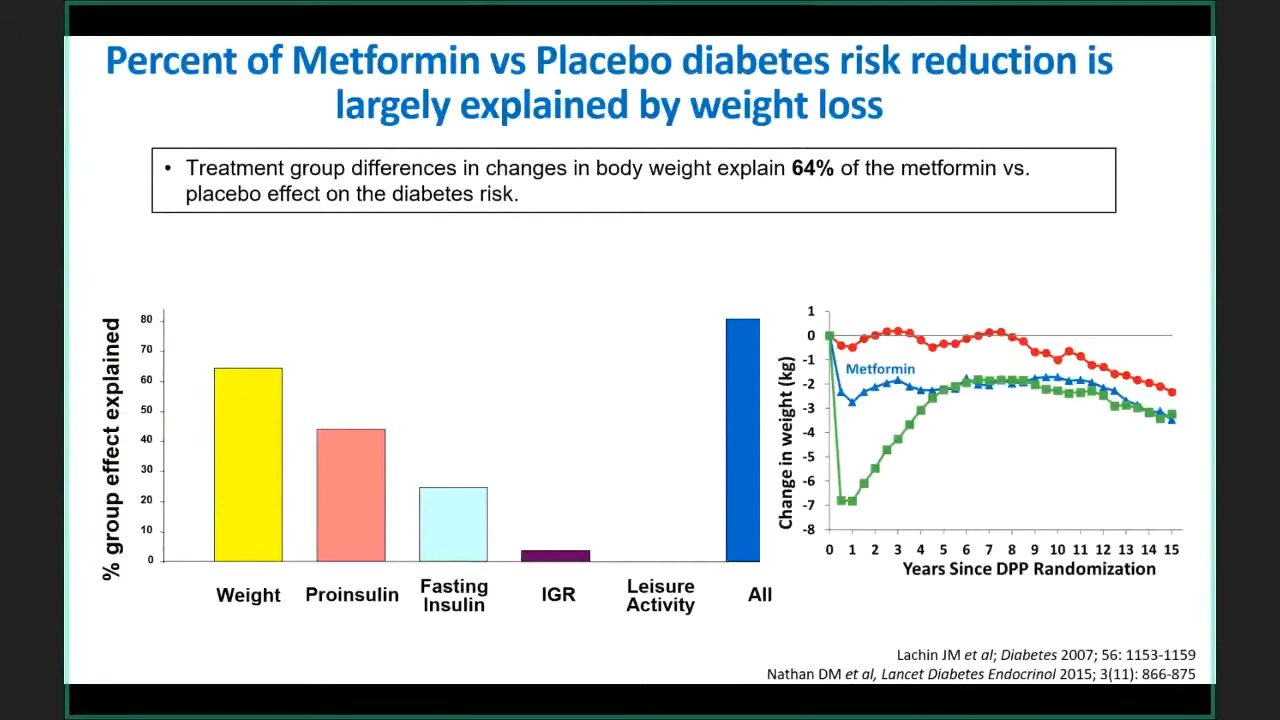 Percent of Metformin vs Placebo diabetes risk reduction is
largely explained by weight loss
• Treatment group differences in changes in body weight explain 64% of the metformin vs.
placebo effect on the diabetes risk.
% group effect explained
80
70
60
50
40
30
20
10
0
Weight
Proinsulin
Fasting
Insulin
IGR
Leisure
Activity
All
Change in weight (kg)
1
0
-1
-2
-3
-4
-5
-6
-7
-8
Metformin
0 1 2 3 4 5 6 7 8 9 10 11 12 13 14 15
Years Since DPP Randomization
Lachin JM et al; Diabetes 2007; 56: 1153-1159
Nathan DM et al, Lancet Diabetes Endocrinol 2015; 3(11): 866-875